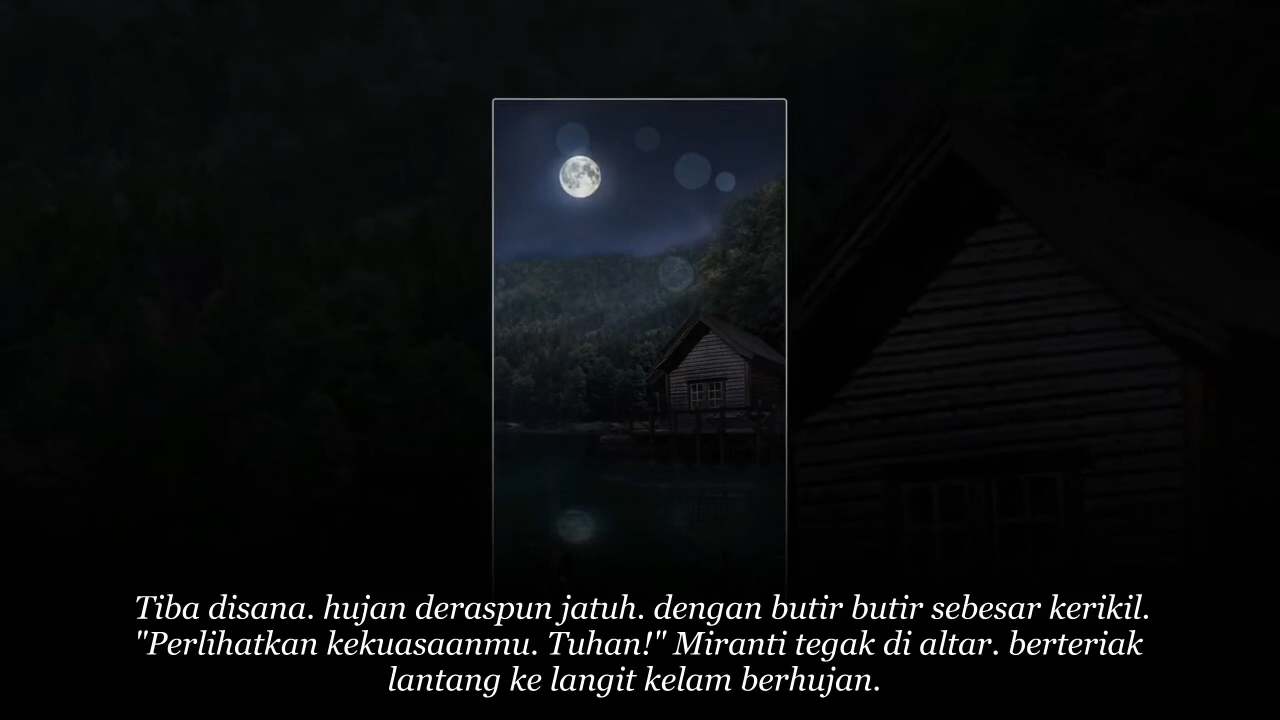 Tiba disana. hujan deraspun jatuh. dengan butir butir sebesar kerikil.
"Perlihatkan kekuasaanmu. Tuhan!" Miranti tegak di altar. berteriak
lantang ke langit kelam berhujan.